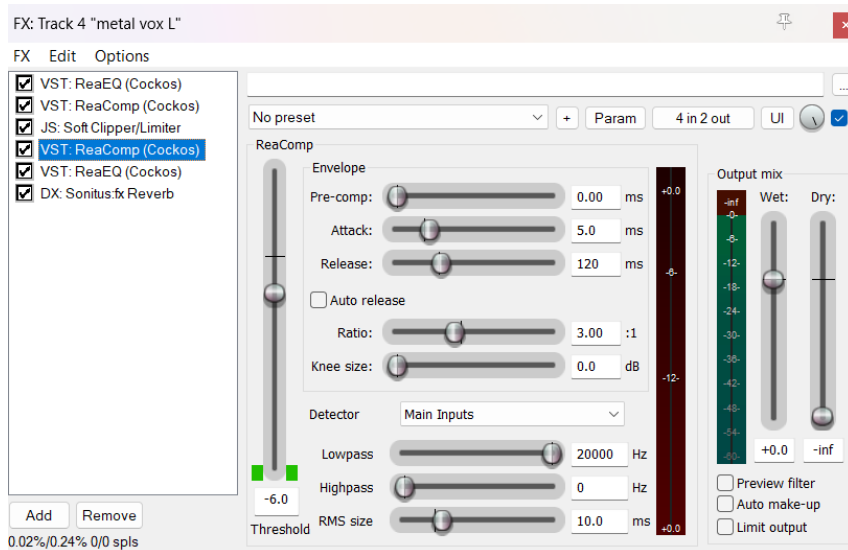 FX: Track 4 "metal vox L"
FX Edit Options
VST: ReaEQ (Cockos)
VST: ReaComp (Cockos)
JS: Soft Clipper/Limiter
VST: ReaComp (Cockos)
VST: ReaEQ (Cockos)
DX: Sonitus:fx Reverb
Add Remove
0.02%/0.24% 0/0 spls
...
No preset + Param 4 in 2 out UI
ReaComp
Envelope
Pre-comp: 0.00 ms
Attack: 5.0 ms
Release: 120 ms
Auto release
Ratio: 3.00 :1
Knee size: 0.0 dB
Detector Main Inputs
Lowpass 20000 Hz
Highpass 0 Hz
RMS size 10.0 ms
-6.0
Threshold
+0.0
-6-
-12-
+0.0
Output mix
Wet: Dry:
-inf
-0-
-6-
-12-
-18-
-24-
-30-
-36-
-42-
-48-
-54-
-60-
+0.0 -inf
Preview filter
Auto make-up
Limit output